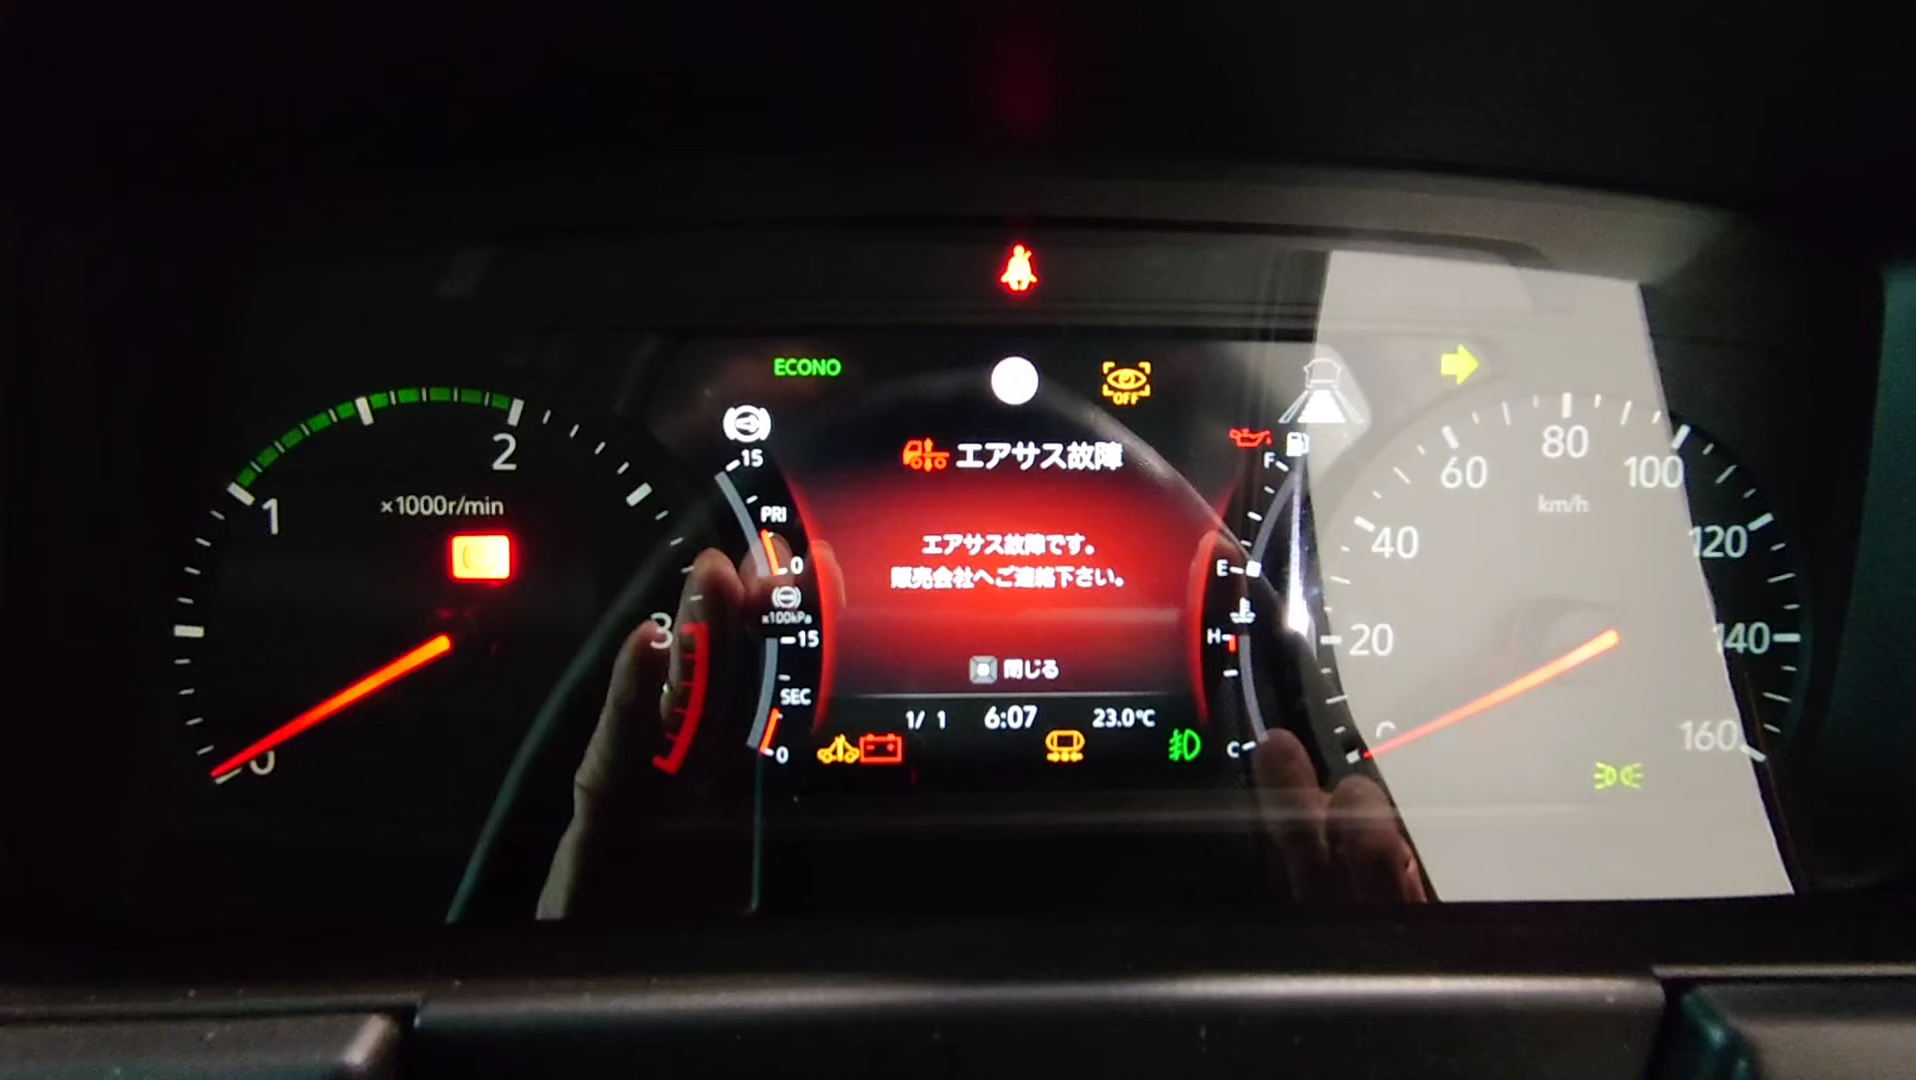 ECONO
OFF
エアサス故障
エアサス故障です。
販売会社へご連絡下さい。
閉じる
1/ 1
6:07
23.0℃
0
1
2
3
×1000r/min
15
PRI
0
×100kPa
15
SEC
0
F
E
H
C
0
20
40
60
80
100
120
140
160
km/h